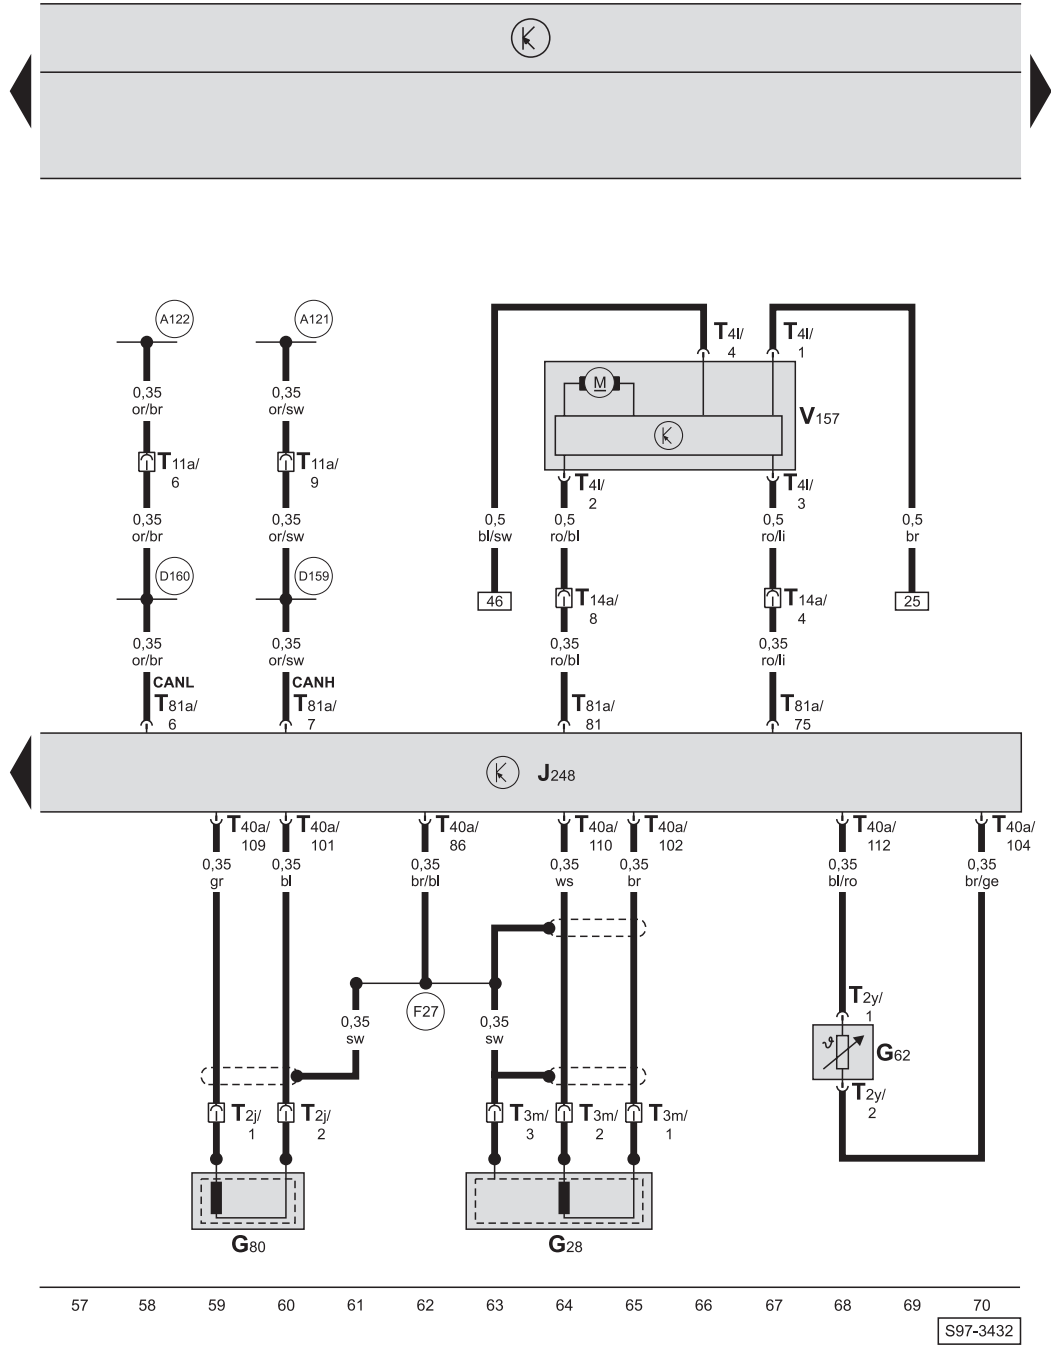 A122
A121
T4l/
4
T4l/
1
0,35
or/br
0,35
or/sw
M
V157
T11a/
6
T11a/
9
T4l/
2
T4l/
3
0,35
or/br
0,35
or/sw
0,5
bl/sw
0,5
ro/bl
0,5
ro/li
0,5
br
D160
D159
46
T14a/
8
T14a/
4
25
0,35
or/br
0,35
or/sw
0,35
ro/bl
0,35
ro/li
CANL
T81a/
6
CANH
T81a/
7
T81a/
81
T81a/
75
J248
T40a/
109
T40a/
101
T40a/
86
T40a/
110
T40a/
102
T40a/
112
T40a/
104
0,35
gr
0,35
bl
0,35
br/bl
0,35
ws
0,35
br
0,35
bl/ro
0,35
br/ge
F27
0,35
sw
0,35
sw
T2y/
1
ϑ
G62
T2y/
2
T2j/
1
T2j/
2
T3m/
3
T3m/
2
T3m/
1
G80
G28
57 58 59 60 61 62 63 64 65 66 67 68 69 70
S97-3432